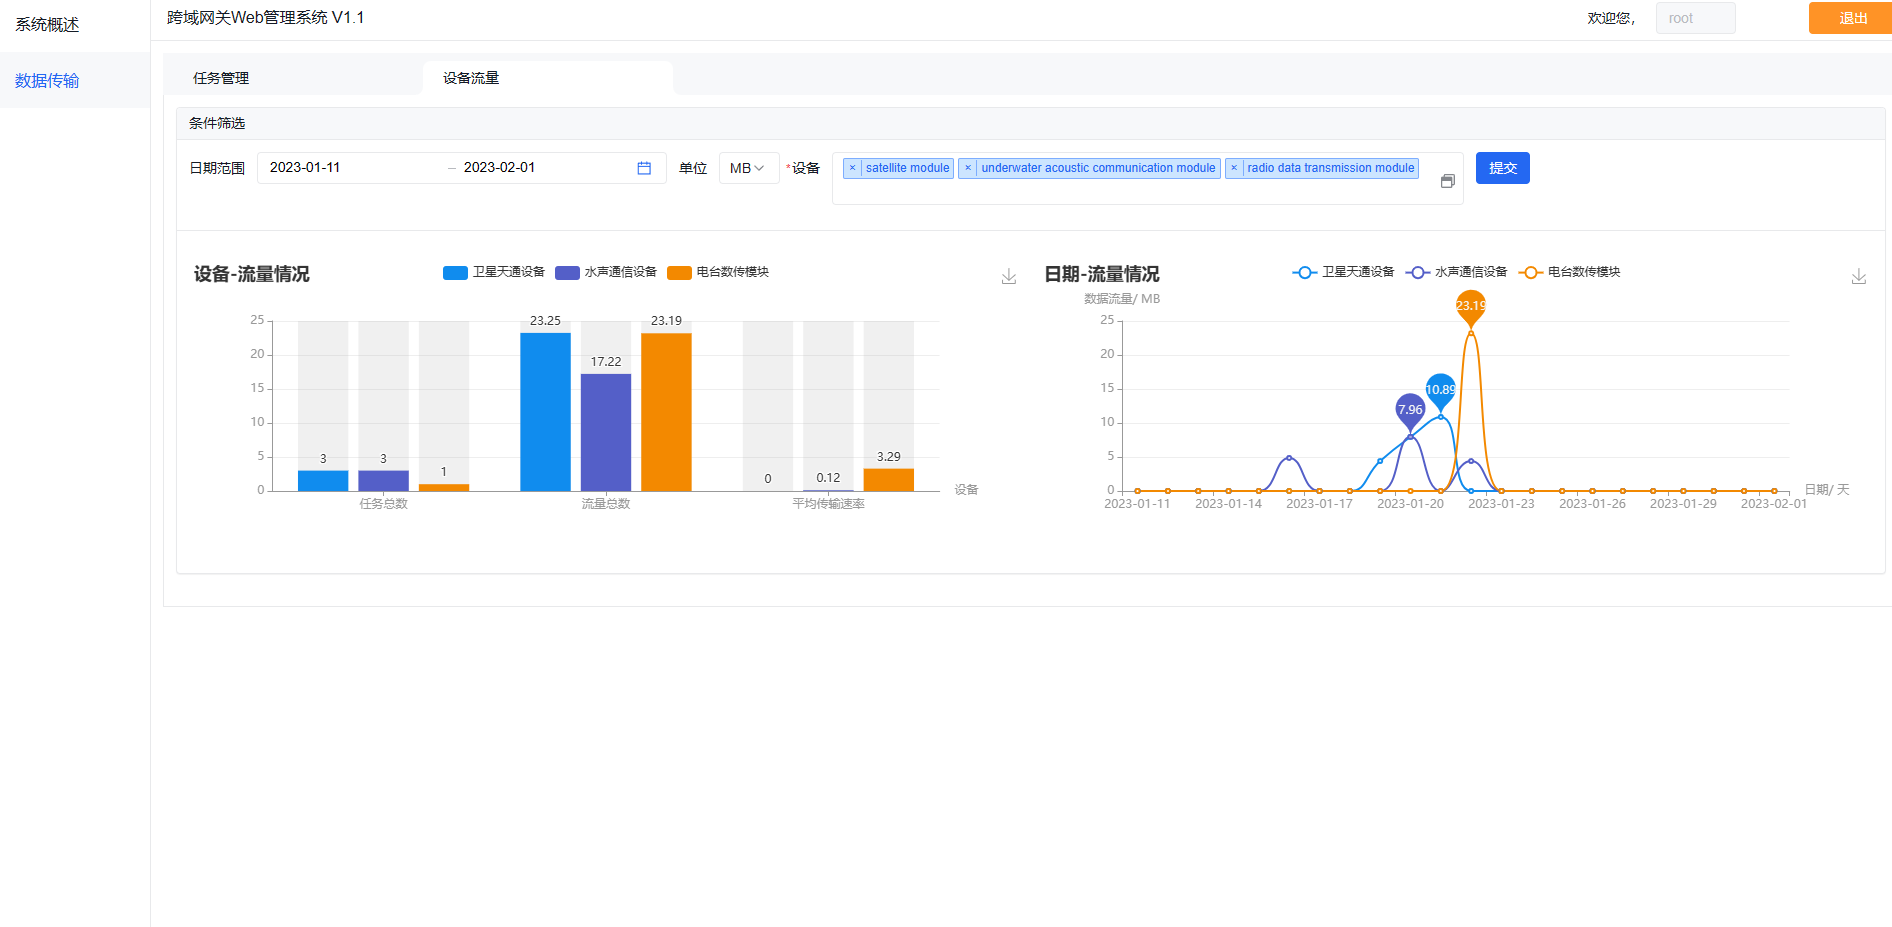 系统概述
数据传输
跨域网关Web管理系统 V1.1
欢迎您，
root
退出
任务管理
设备流量
条件筛选
日期范围
2023-01-11 – 2023-02-01
单位
MB
*设备
× satellite module
× underwater acoustic communication module
× radio data transmission module
提交
设备-流量情况
卫星天通设备
水声通信设备
电台数传模块
25
20
15
10
5
0
3
3
1
23.25
17.22
23.19
0
0.12
3.29
任务总数
流量总数
平均传输速率
设备
日期-流量情况
卫星天通设备
水声通信设备
电台数传模块
数据流量/ MB
25
20
15
10
5
0
7.96
10.89
23.19
2023-01-11
2023-01-14
2023-01-17
2023-01-20
2023-01-23
2023-01-26
2023-01-29
2023-02-01
日期/ 天